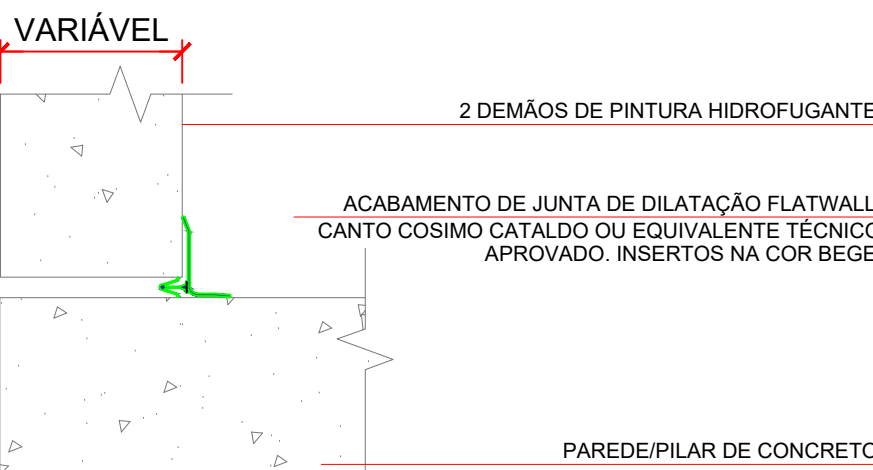 VARIÁVEL
2 DEMÃOS DE PINTURA HIDROFUGANTE
ACABAMENTO DE JUNTA DE DILATAÇÃO FLATWALL
CANTO COSIMO CATALDO OU EQUIVALENTE TÉCNICO
APROVADO. INSERTOS NA COR BEGE
PAREDE/PILAR DE CONCRETO